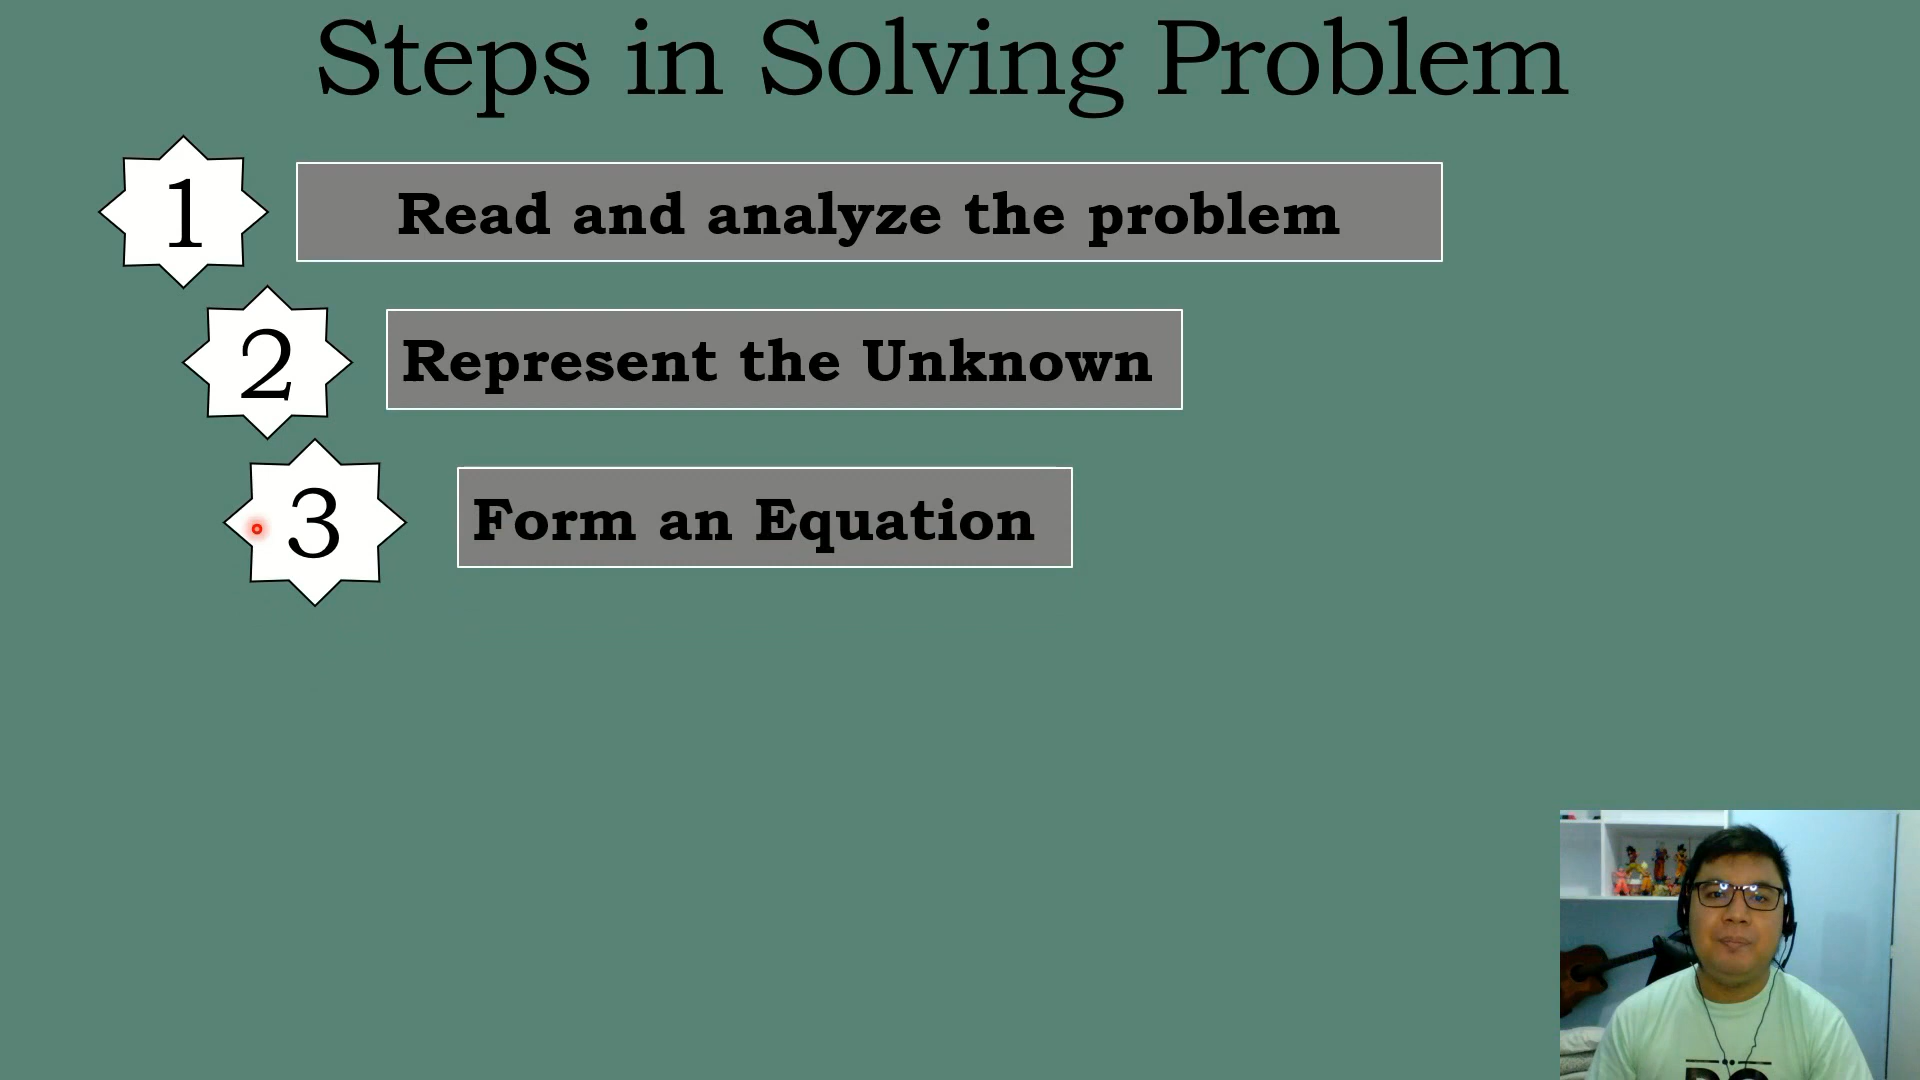 Steps in Solving Problem
1
Read and analyze the problem
2
Represent the Unknown
3
Form an Equation